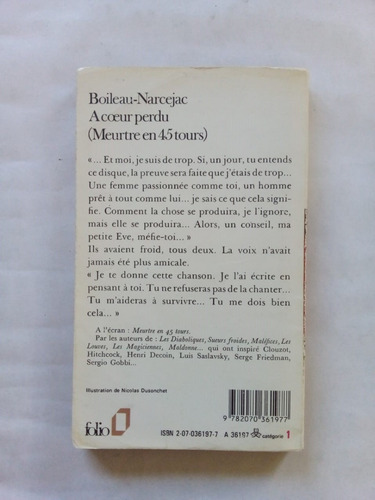 Boileau-Narcejac
A cœur perdu
(Meurtre en 45 tours)
« ... Et moi, je suis de trop. Si, un jour, tu entends
ce disque, la preuve sera faite que j'étais de trop...
Une femme passionnée comme toi, un homme
prêt à tout comme lui... je sais ce que cela signi-
fie. Comment la chose se produira, je l'ignore,
mais elle se produira... Alors, un conseil, ma
petite Eve, méfie-toi... »
Ils avaient froid, tous deux. La voix n'avait
jamais été plus amicale.
« Je te donne cette chanson. Je l'ai écrite en
pensant à toi. Tu ne refuseras pas de la chanter...
Tu m'aideras à survivre... Tu me dois bien
cela... »
A l'écran : Meurtre en 45 tours.
Par les auteurs de : Les Diaboliques, Sueurs froides, Maléfices, Les
Louves, Les Magiciennes, Maldonne... qui ont inspiré Clouzot,
Hitchcock, Henri Decoin, Luis Saslavsky, Serge Friedman,
Sergio Gobbi...
Illustration de Nicolas Dusonchet
9 782070 361977
folio
ISBN 2-07-036197-7 A 36197 catégorie 1